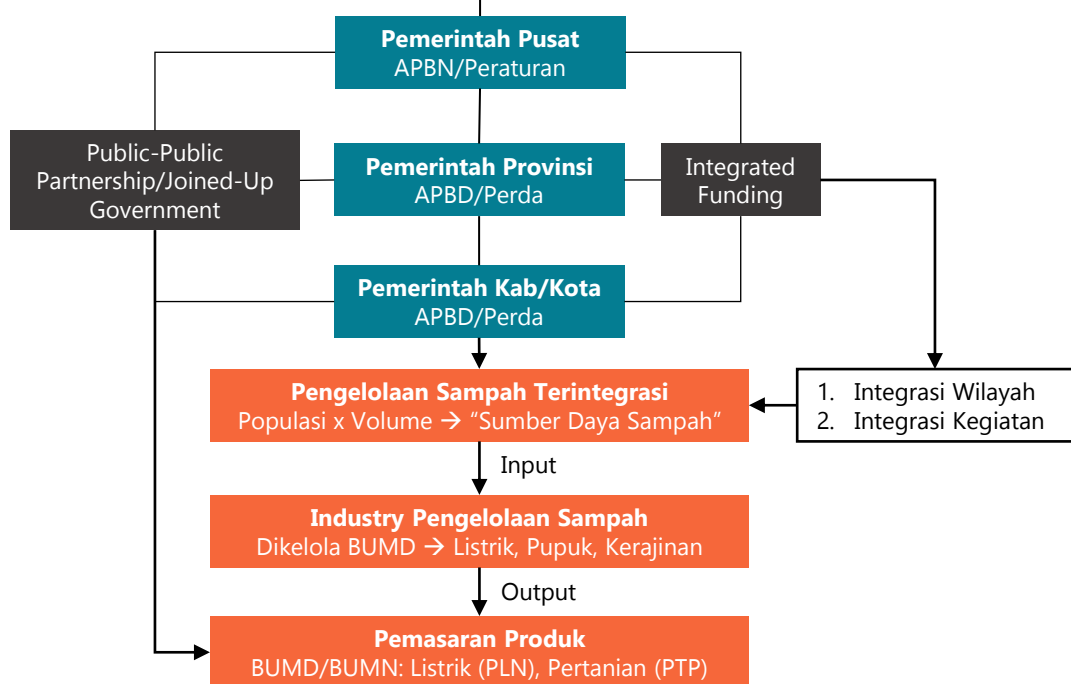 Pemerintah Pusat
APBN/Peraturan
Public-Public
Partnership/Joined-Up
Government
Pemerintah Provinsi
APBD/Perda
Integrated
Funding
Pemerintah Kab/Kota
APBD/Perda
Pengelolaan Sampah Terintegrasi
Populasi x Volume → “Sumber Daya Sampah”
1. Integrasi Wilayah
2. Integrasi Kegiatan
Input
Industry Pengelolaan Sampah
Dikelola BUMD → Listrik, Pupuk, Kerajinan
Output
Pemasaran Produk
BUMD/BUMN: Listrik (PLN), Pertanian (PTP)